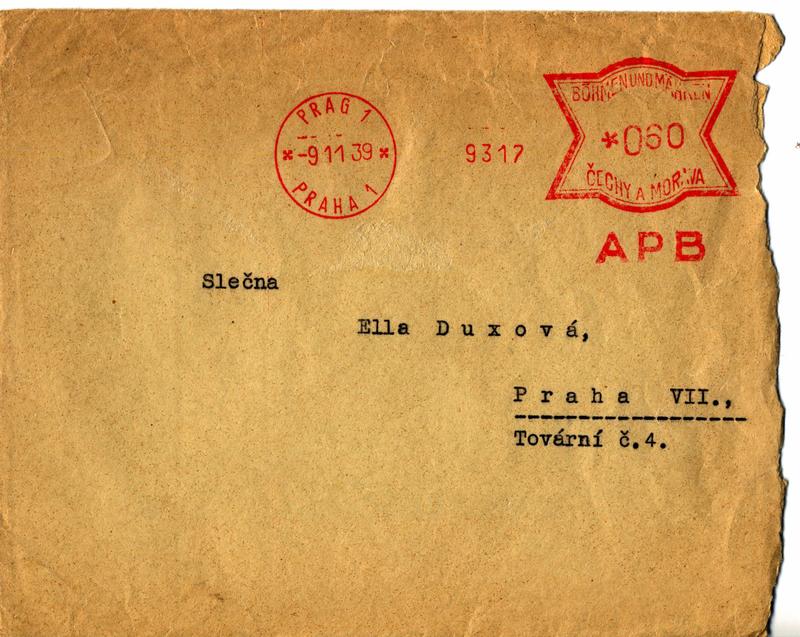 PRAG 1
-9 11 39
PRAHA 1
9317
BÖHMEN UND MÄHREN
*060
ČECHY A MORAVA
APB
Slečna
Ella Duxová,
Praha VII.,
Tovární č.4.